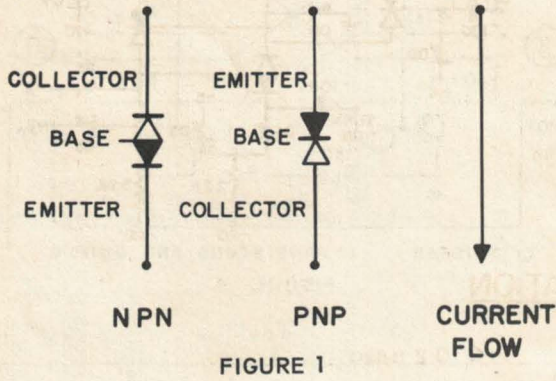 COLLECTOR
BASE
EMITTER
EMITTER
BASE
COLLECTOR
NPN
PNP
CURRENT
FLOW
FIGURE 1